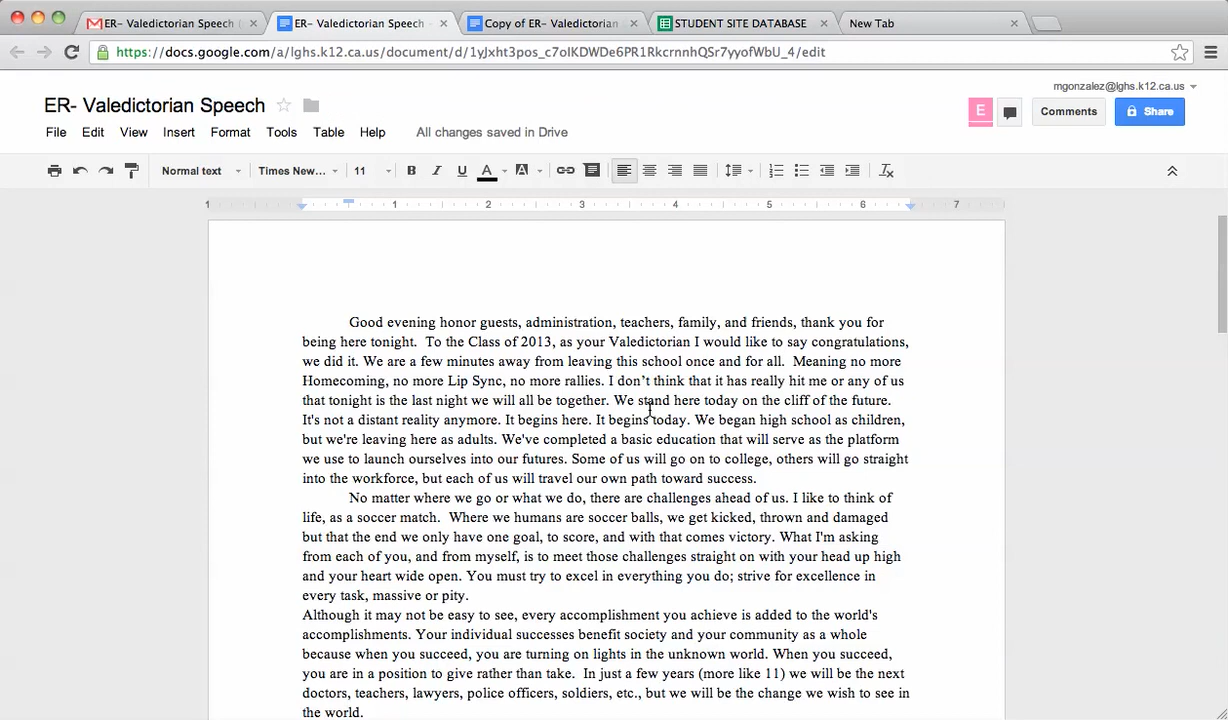 ER- Valedictorian Speech
ER- Valedictorian Speech -
Copy of ER- Valedictorian
STUDENT SITE DATABASE
New Tab
https://docs.google.com/a/lghs.k12.ca.us/document/d/
/edit
mgonzalez@lghs.k12.ca.us
ER- Valedictorian Speech
E
Comments
Share
File Edit View Insert Format Tools Table Help All changes saved in Drive
Normal text Times New... 11 B I U A A
1 1 2 3 4 5 6 7
Good evening honor guests, administration, teachers, family, and friends, thank you for
being here tonight. To the Class of 2013, as your Valedictorian I would like to say congratulations,
we did it. We are a few minutes away from leaving this school once and for all. Meaning no more
Homecoming, no more Lip Sync, no more rallies. I don't think that it has really hit me or any of us
that tonight is the last night we will all be together. We stand here today on the cliff of the future.
It's not a distant reality anymore. It begins here. It begins today. We began high school as children,
but we're leaving here as adults. We've completed a basic education that will serve as the platform
we use to launch ourselves into our futures. Some of us will go on to college, others will go straight
into the workforce, but each of us will travel our own path toward success.
No matter where we go or what we do, there are challenges ahead of us. I like to think of
life, as a soccer match. Where we humans are soccer balls, we get kicked, thrown and damaged
but that the end we only have one goal, to score, and with that comes victory. What I'm asking
from each of you, and from myself, is to meet those challenges straight on with your head up high
and your heart wide open. You must try to excel in everything you do; strive for excellence in
every task, massive or pity.
Although it may not be easy to see, every accomplishment you achieve is added to the world's
accomplishments. Your individual successes benefit society and your community as a whole
because when you succeed, you are turning on lights in the unknown world. When you succeed,
you are in a position to give rather than take. In just a few years (more like 11) we will be the next
doctors, teachers, lawyers, police officers, soldiers, etc., but we will be the change we wish to see in
the world.